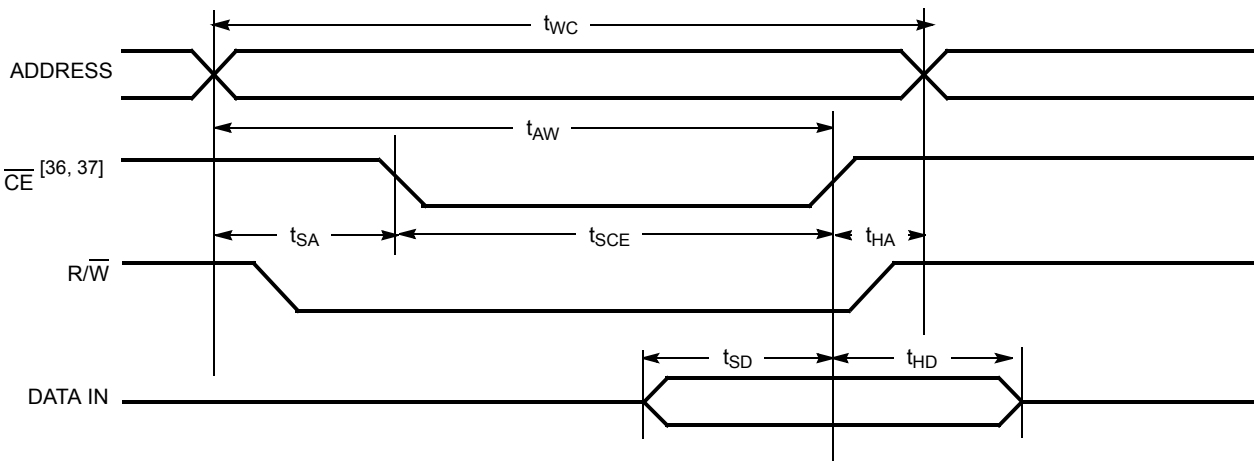 tWC
ADDRESS
tAW
CE [36, 37]
tSA
tSCE
tHA
R/W
tSD
tHD
DATA IN